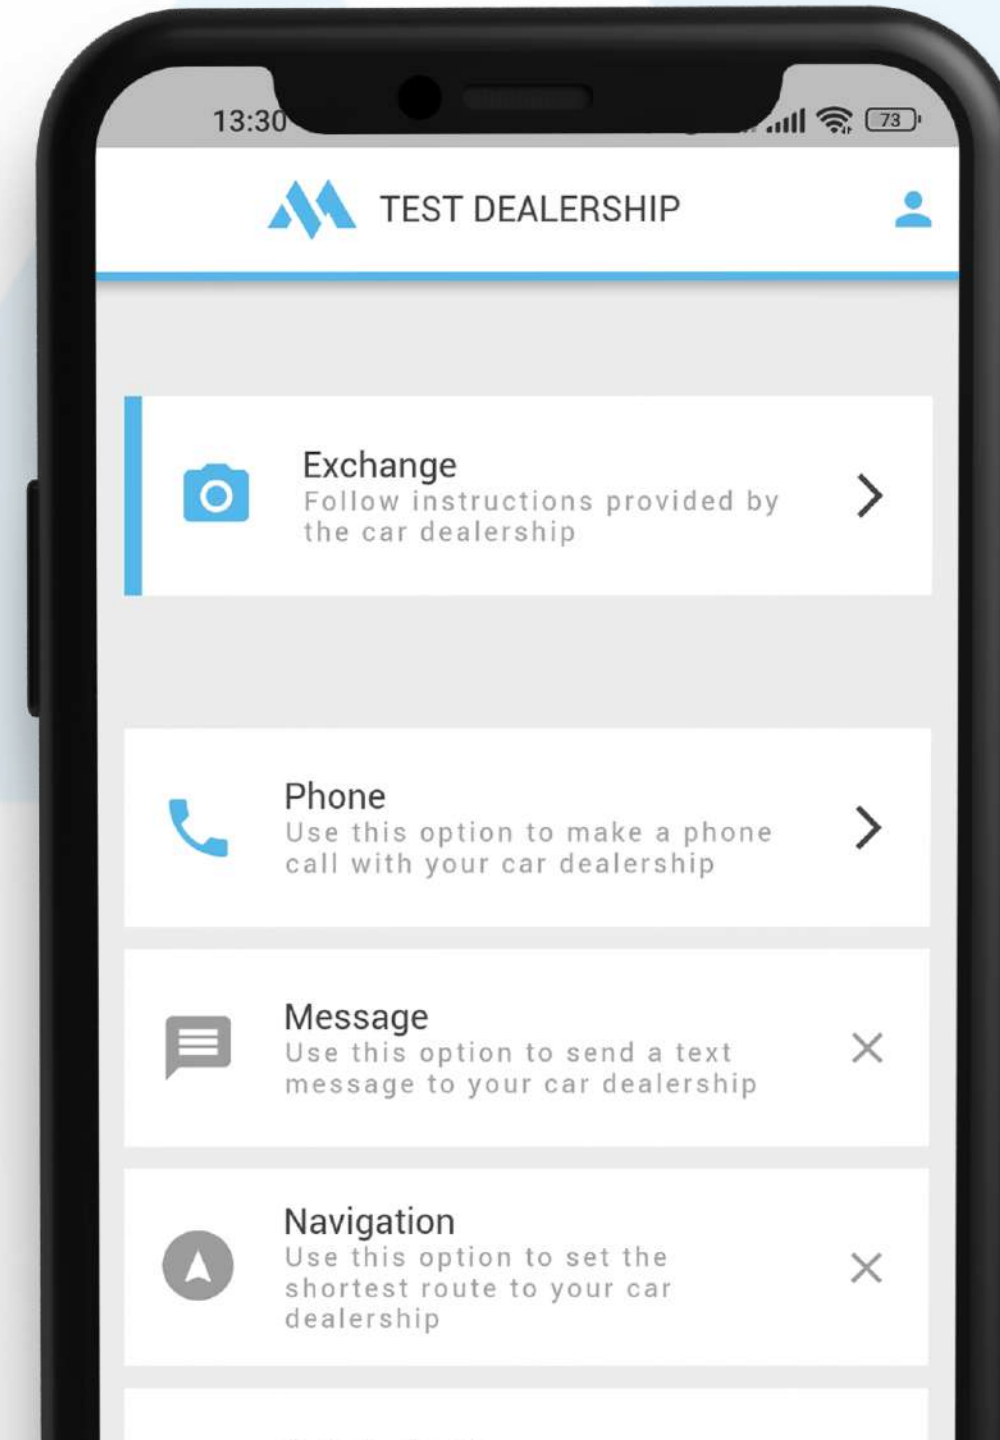 13:30
73
TEST DEALERSHIP
Exchange
Follow instructions provided by
the car dealership
Phone
Use this option to make a phone
call with your car dealership
Message
Use this option to send a text
message to your car dealership
Navigation
Use this option to set the
shortest route to your car
dealership